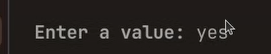 Enter a value: yes